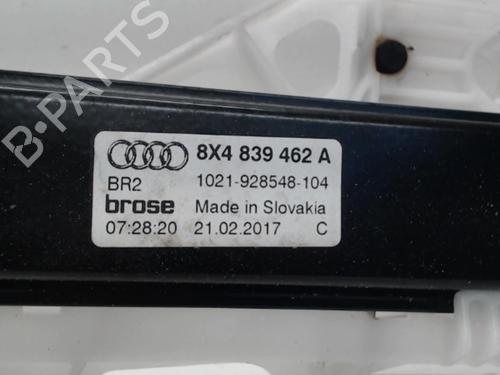 B-PARTS
8X4 839 462 A
BR2 1021-928548-104
brose Made in Slovakia
07:28:20 21.02.2017 C